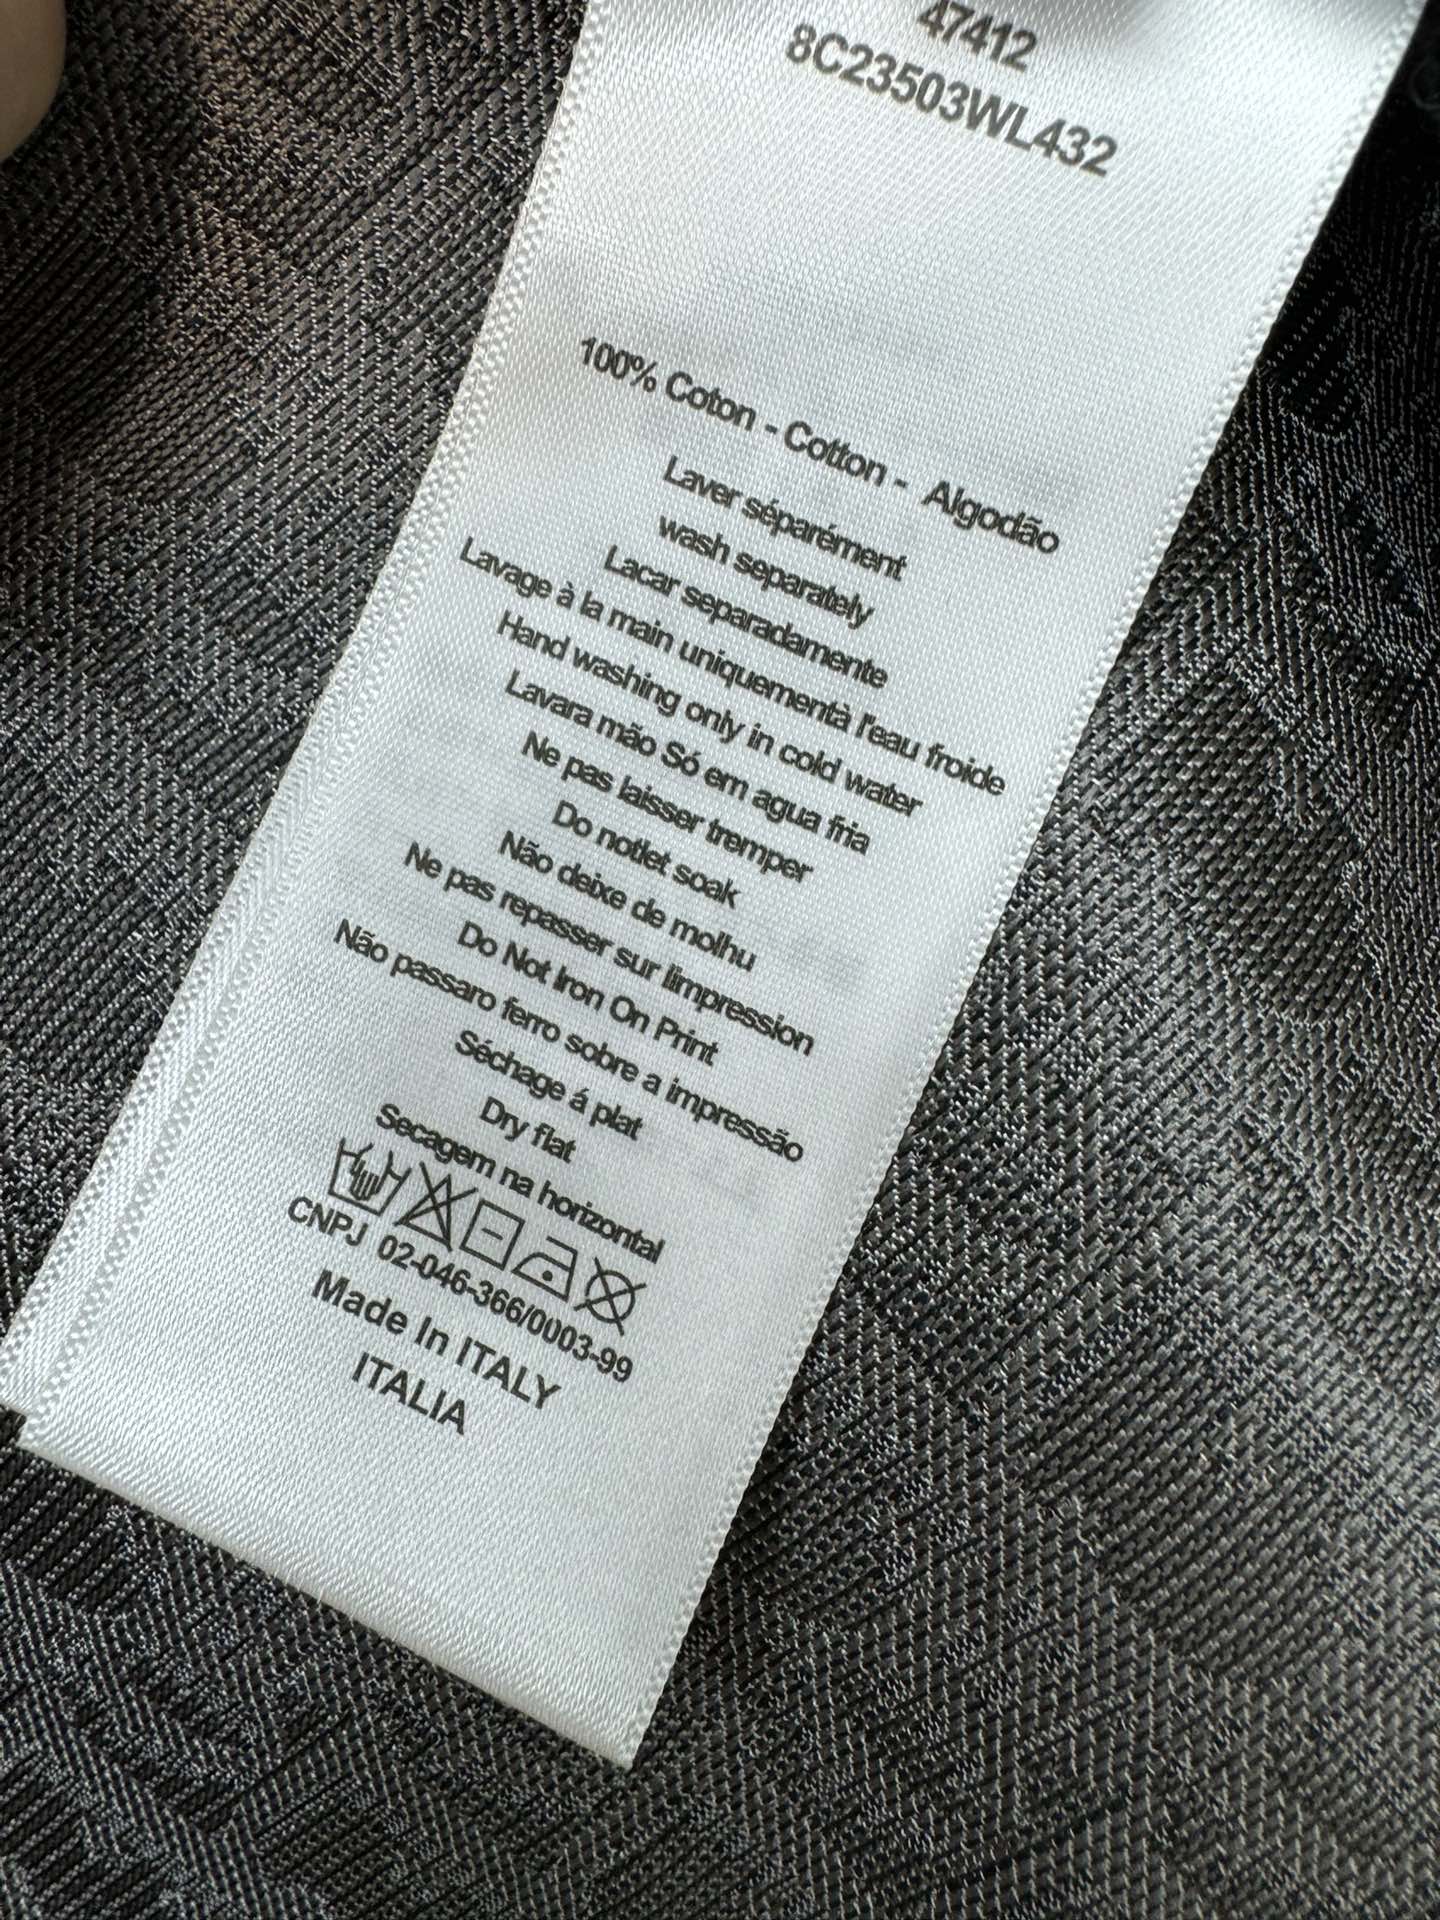 47412
8C23503WL432
100% Coton - Cotton - Algodão
Laver séparément
wash separately
Lacar separadamente
Lavage à la main uniquementà l'eau froide
Hand washing only in cold water
Lavara mão Só em agua fria
Ne pas laisser tremper
Do notlet soak
Não deixe de molhu
Ne pas repasser sur l'impression
Do Not Iron On Print
Não passaro ferro sobre a impressão
Séchage á plat
Dry flat
Secagem na horizontal
CNPJ 02-046-366/0003-99
Made In ITALY
ITALIA